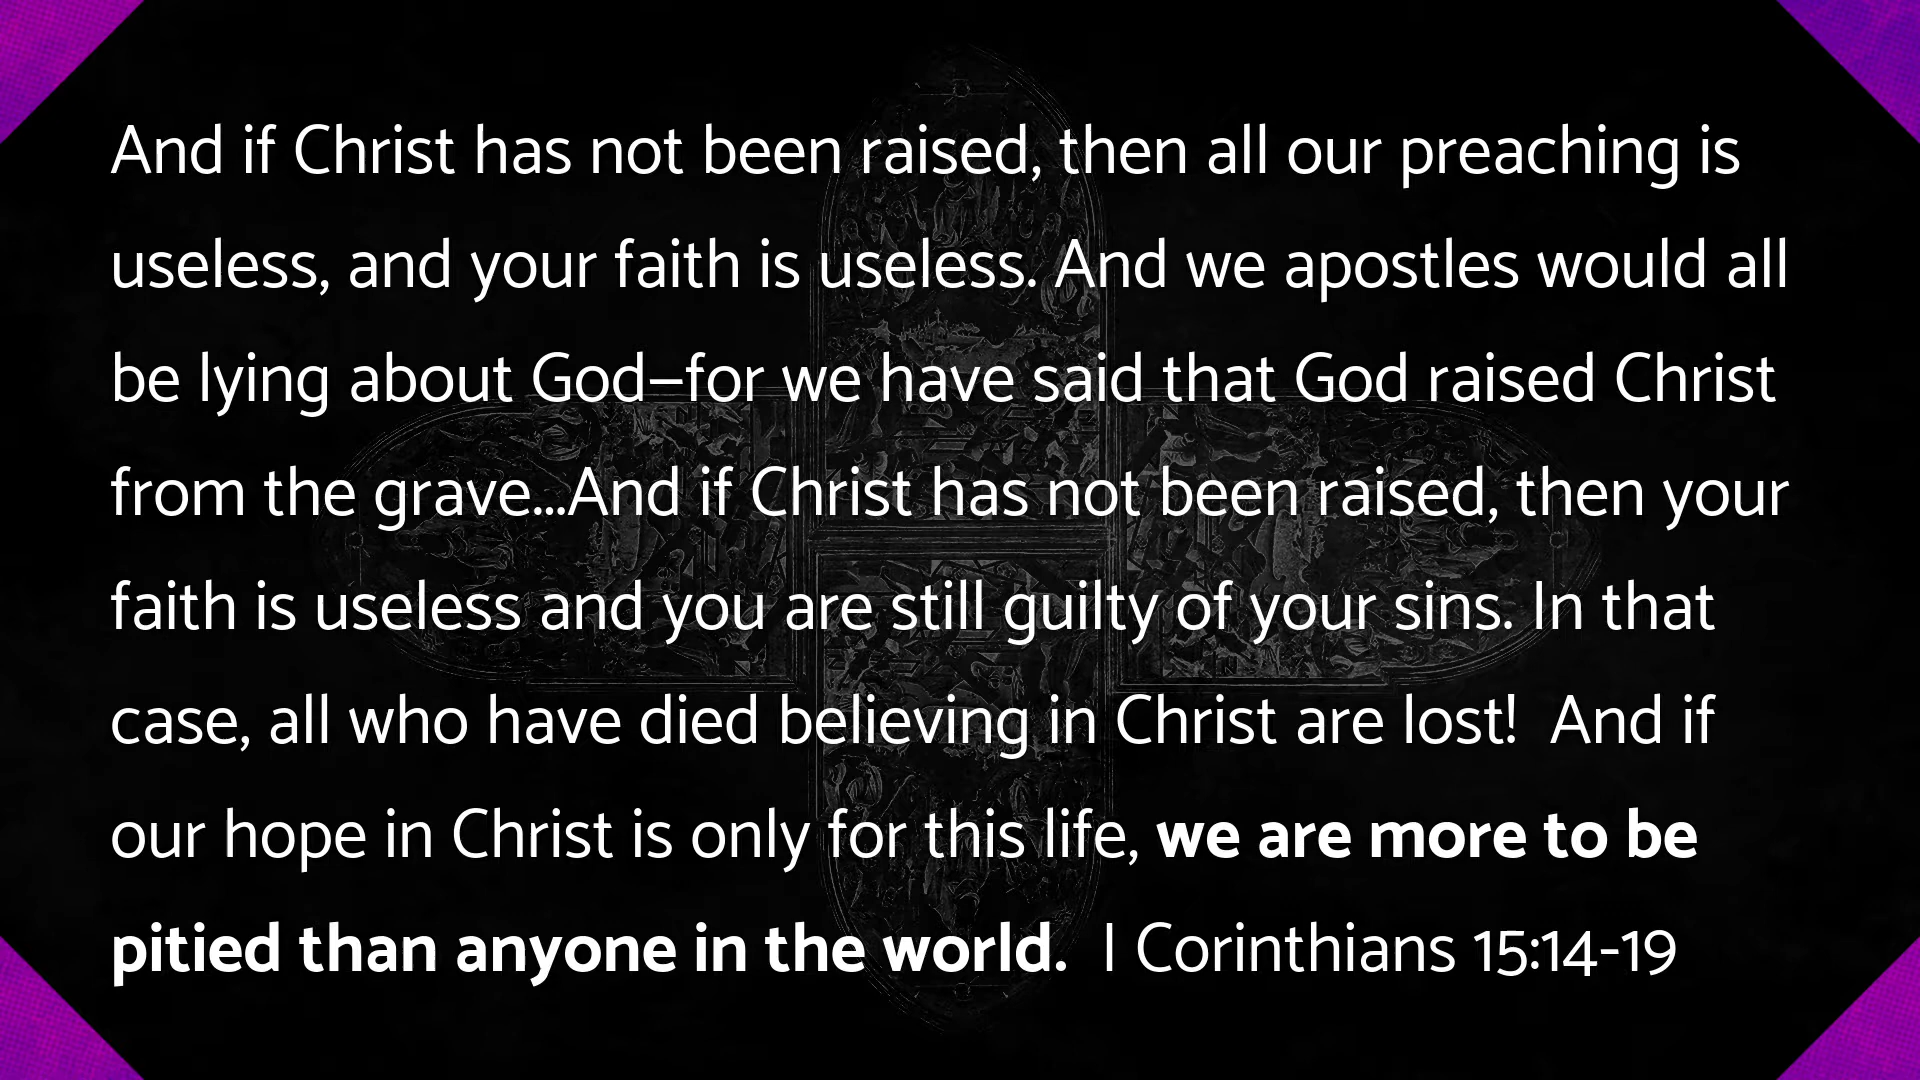 And if Christ has not been raised, then all our preaching is
useless, and your faith is useless. And we apostles would all
be lying about God—for we have said that God raised Christ
from the grave...And if Christ has not been raised, then your
faith is useless and you are still guilty of your sins. In that
case, all who have died believing in Christ are lost!  And if
our hope in Christ is only for this life, we are more to be
pitied than anyone in the world.  I Corinthians 15:14-19